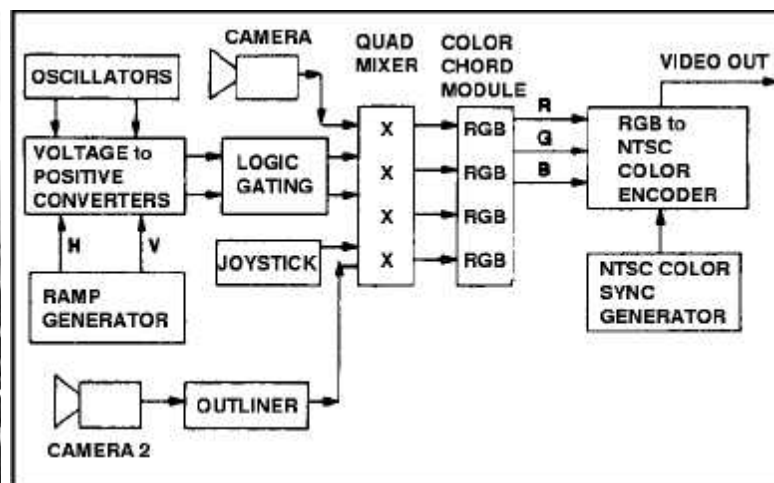 CAMERA
QUAD
MIXER
COLOR
CHORD
MODULE
VIDEO OUT
OSCILLATORS
VOLTAGE to
POSITIVE
CONVERTERS
LOGIC
GATING
X
X
X
X
RGB
RGB
RGB
RGB
R
G
B
RGB to
NTSC
COLOR
ENCODER
H
V
JOYSTICK
RAMP
GENERATOR
NTSC COLOR
SYNC
GENERATOR
OUTLINER
CAMERA 2